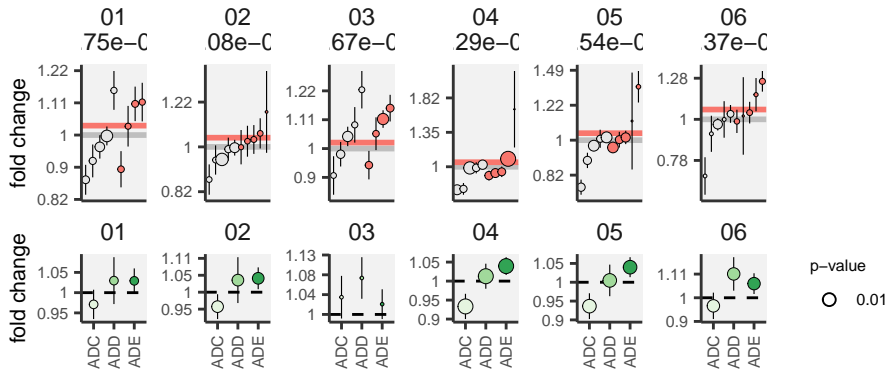 01 02 03 04 05 06
.75e−0 .08e−0 .67e−0 .29e−0 .54e−0 .37e−0
fold change
1.22 1.11 1 0.9 0.82
1.22 1 0.82
1.22 1.11 1 0.9
1.82 1.35 1
1.49 1.22 1 0.82
1.28 1 0.78
01 02 03 04 05 06
fold change
1.05 1 0.95
1.11 1.05 1 0.95
1.13 1.08 1.04 1
1.05 1 0.95 0.9
1.05 1 0.95 0.9
1.11 1 0.9
ADC ADD ADE ADC ADD ADE ADC ADD ADE ADC ADD ADE ADC ADD ADE ADC ADD ADE
p−value
0.01